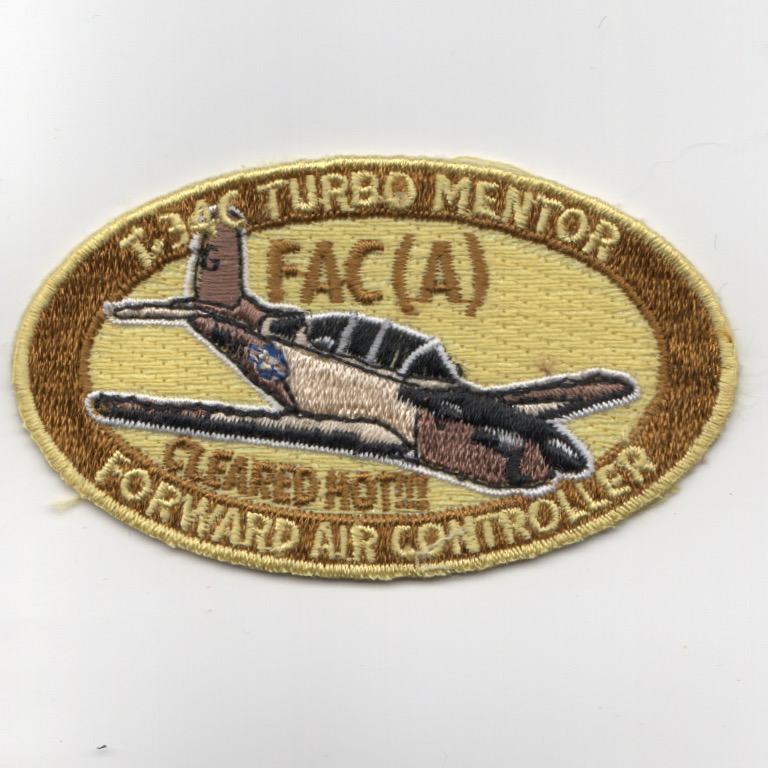 T-34C TURBO MENTOR
FAC(A)
G
CLEARED HOT!!!
FORWARD AIR CONTROLLER